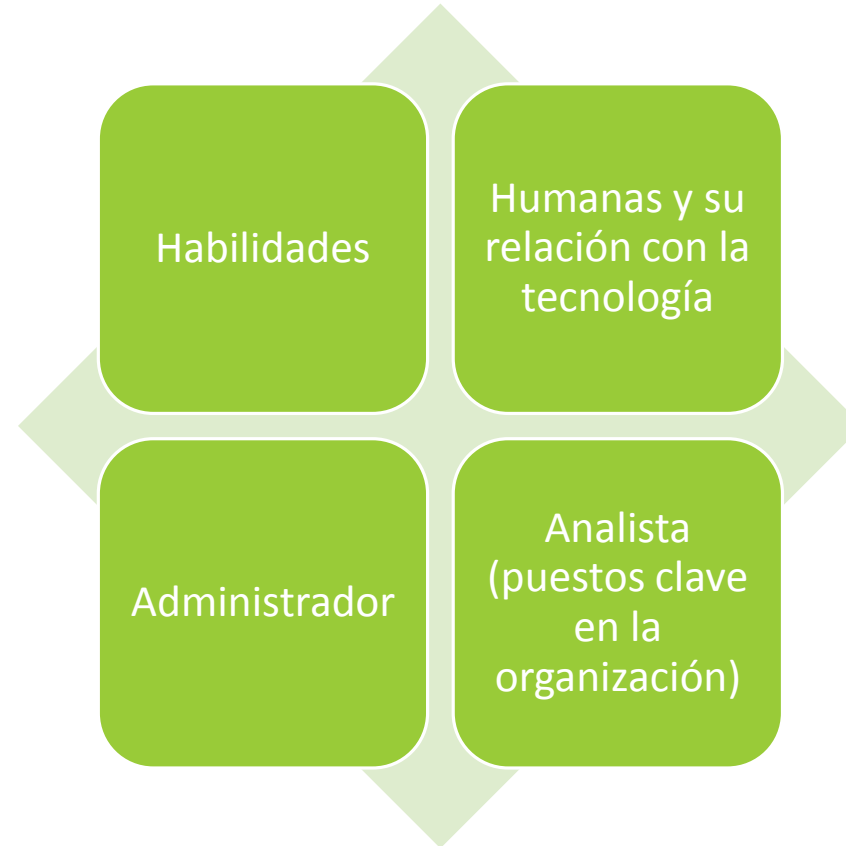 Habilidades
Humanas y su
relación con la
tecnología
Administrador
Analista
(puestos clave
en la
organización)